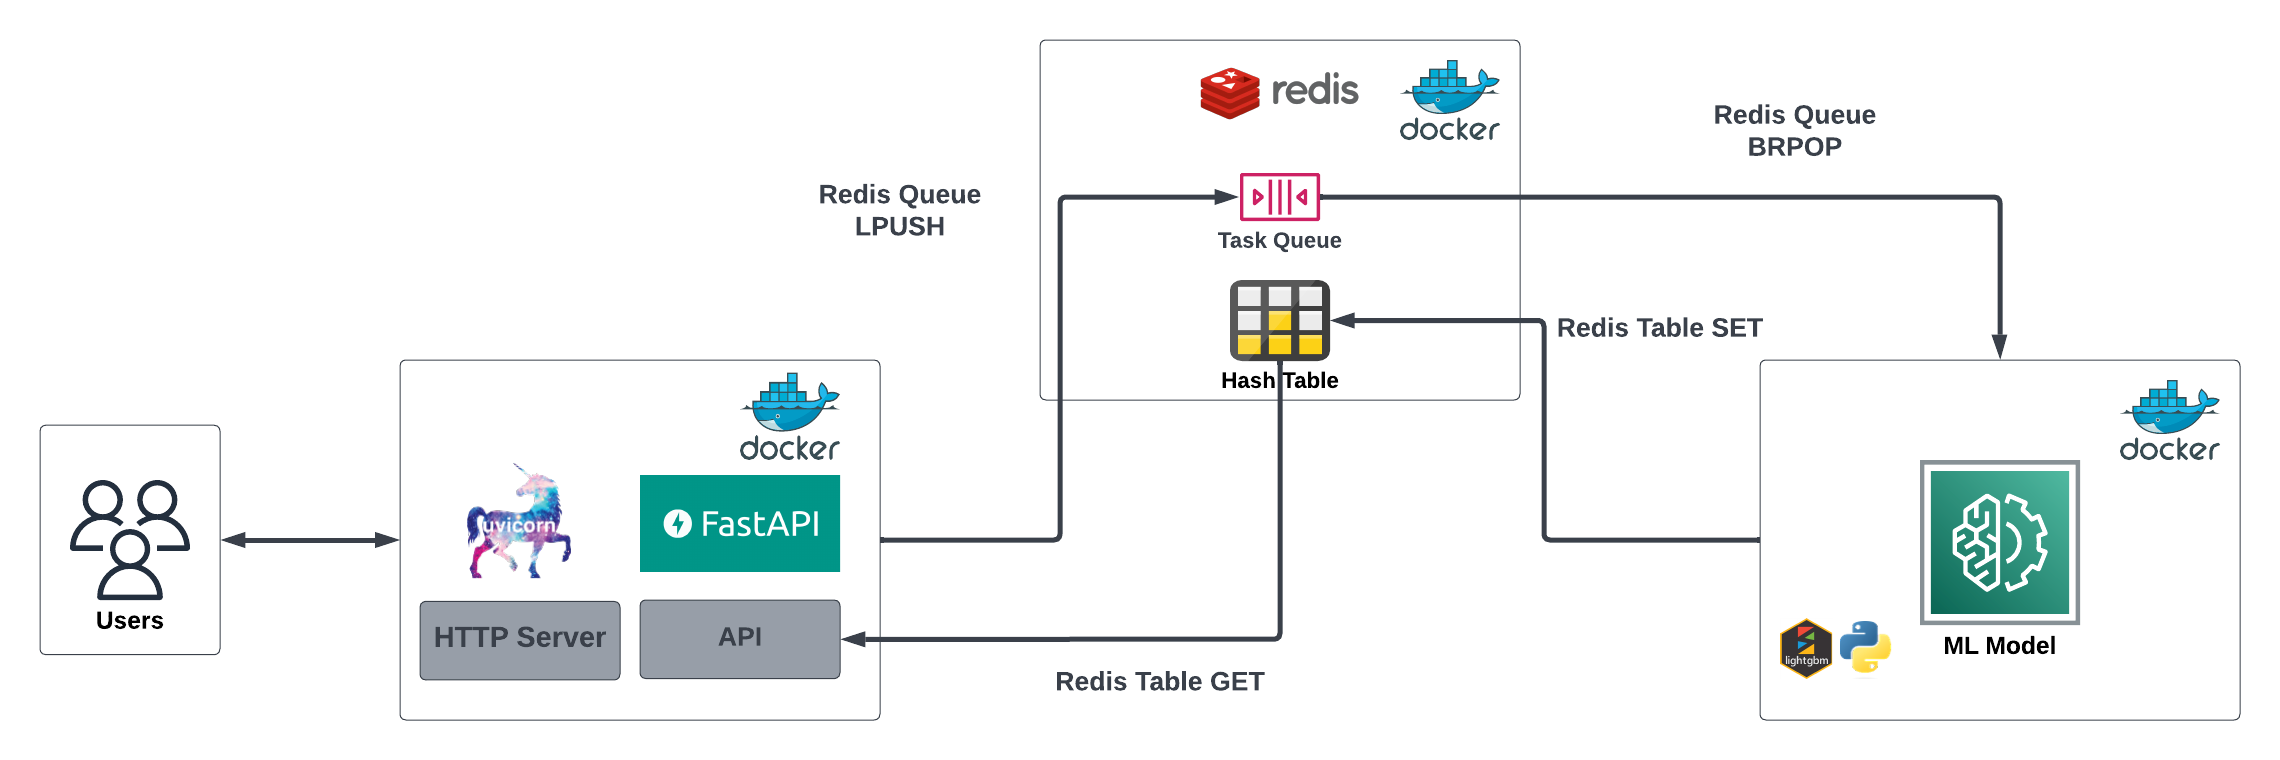 redis
docker
Redis Queue
BRPOP
Redis Queue
LPUSH
Task Queue
Redis Table SET
Hash Table
docker
docker
uvicorn
FastAPI
Users
HTTP Server
API
lightgbm
ML Model
Redis Table GET